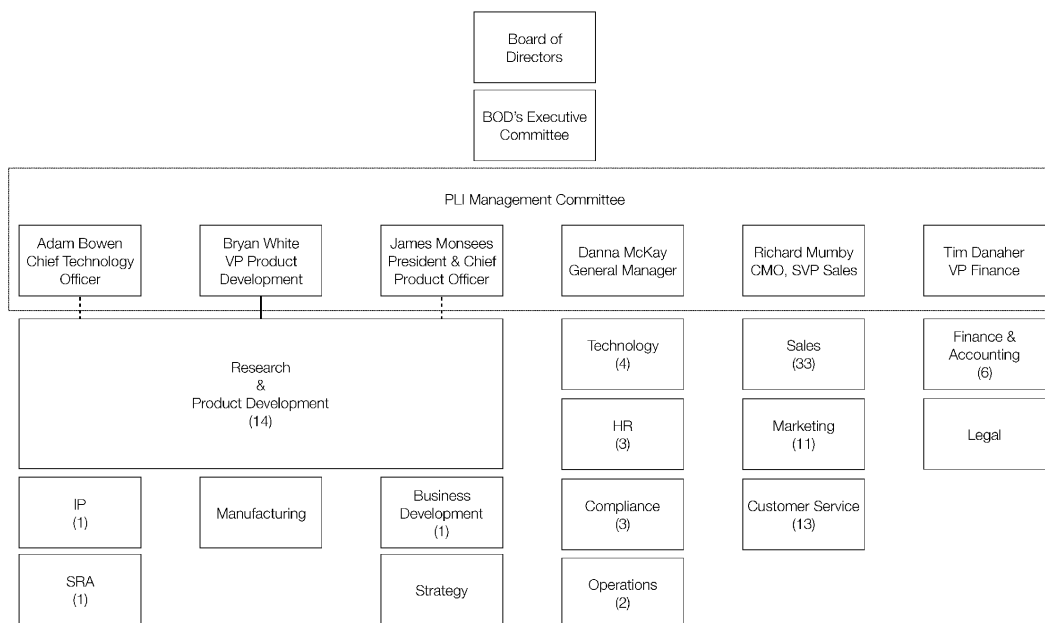 Board of
Directors
BOD's Executive
Committee
PLI Management Committee
Adam Bowen
Chief Technology
Officer
Bryan White
VP Product
Development
James Monsees
President & Chief
Product Officer
Danna McKay
General Manager
Richard Mumby
CMO, SVP Sales
Tim Danaher
VP Finance
Research
&
Product Development
(14)
Technology
(4)
Sales
(33)
Finance &
Accounting
(6)
HR
(3)
Marketing
(11)
Legal
IP
(1)
Manufacturing
Business
Development
(1)
Compliance
(3)
Customer Service
(13)
SRA
(1)
Strategy
Operations
(2)